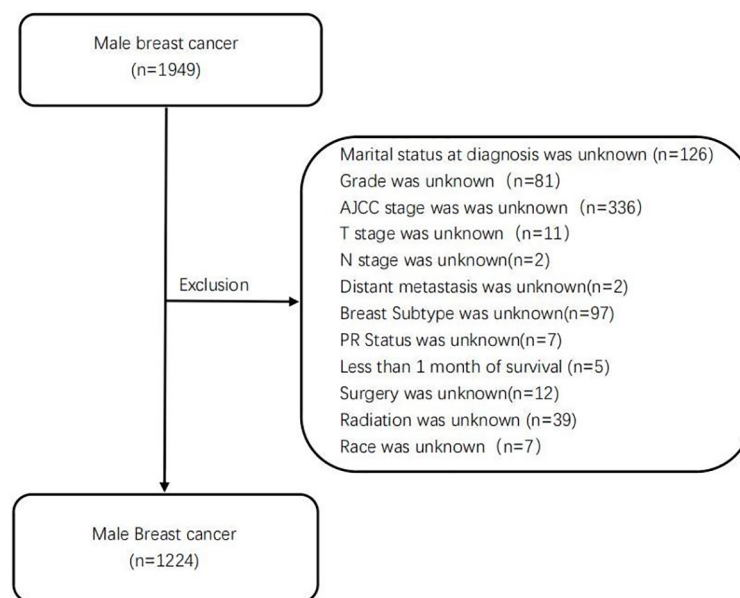 Male breast cancer
(n=1949)
Marital status at diagnosis was unknown (n=126)
Grade was unknown （n=81)
AJCC stage was was unknown （n=336)
T stage was unknown （n=11)
N stage was unknown(n=2)
Distant metastasis was unknown(n=2)
Exclusion
Breast Subtype was unknown(n=97)
PR Status was unknown(n=7)
Less than 1 month of survival (n=5)
Surgery was unknown(n=12)
Radiation was unknown (n=39)
Race was unknown （n=7)
Male Breast cancer
(n=1224)